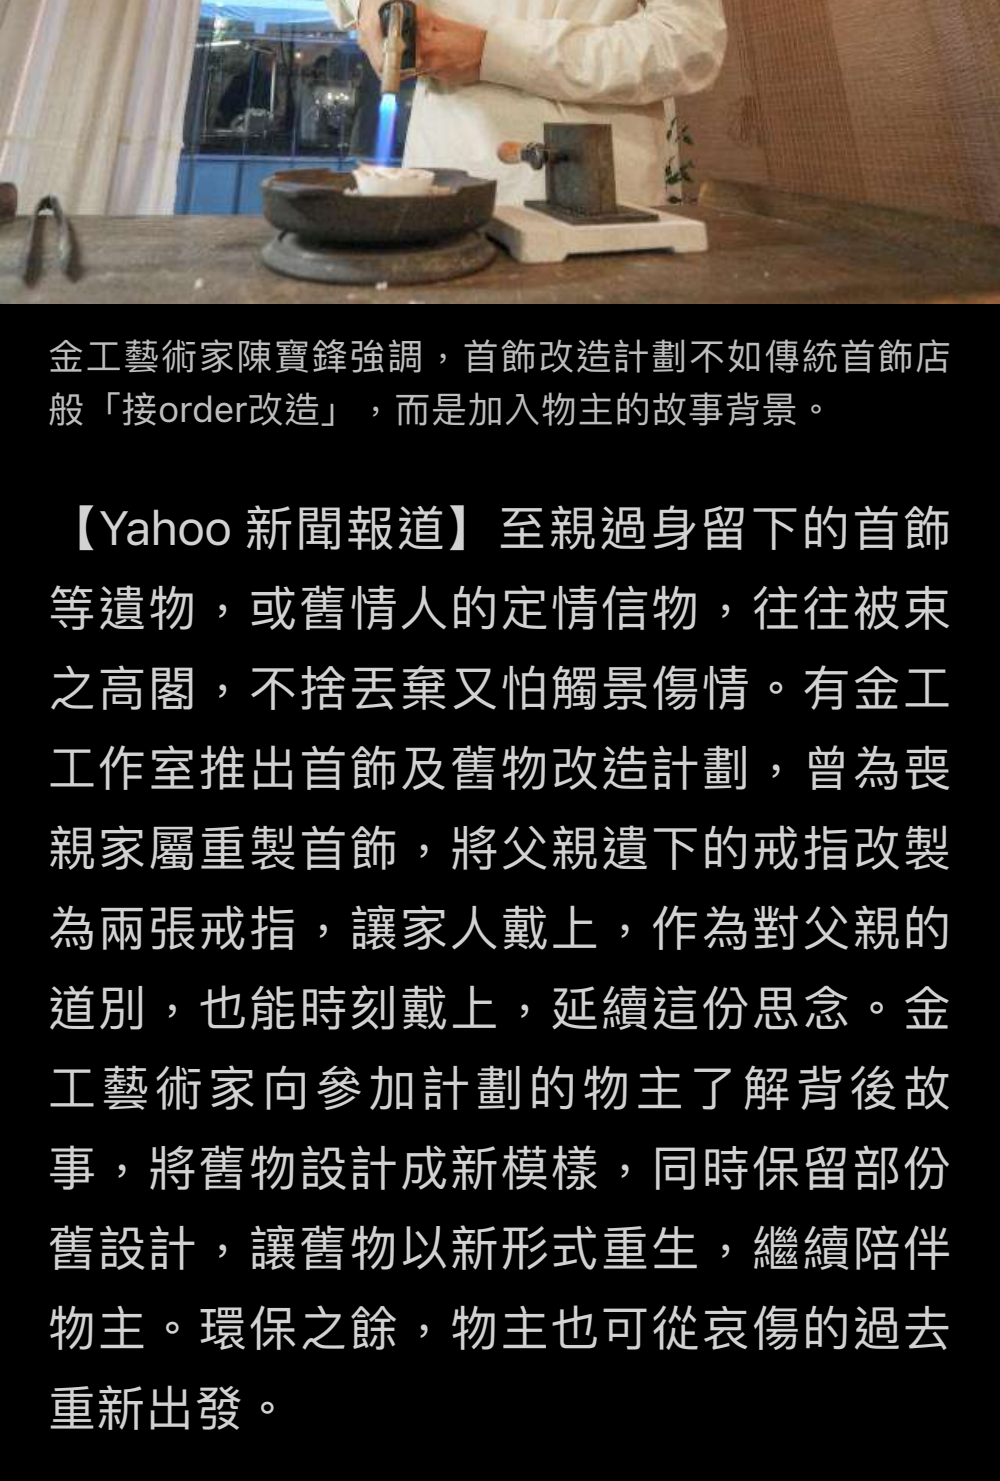 金工藝術家陳寶鋒強調，首飾改造計劃不如傳統首飾店
般「接order改造」，而是加入物主的故事背景。
【Yahoo 新聞報道】至親過身留下的首飾
等遺物，或舊情人的定情信物，往往被束
之高閣，不捨丟棄又怕觸景傷情。有金工
工作室推出首飾及舊物改造計劃，曾為喪
親家屬重製首飾，將父親遺下的戒指改製
為兩張戒指，讓家人戴上，作為對父親的
道別，也能時刻戴上，延續這份思念。金
工藝術家向參加計劃的物主了解背後故
事，將舊物設計成新模樣，同時保留部份
舊設計，讓舊物以新形式重生，繼續陪伴
物主。環保之餘，物主也可從哀傷的過去
重新出發。